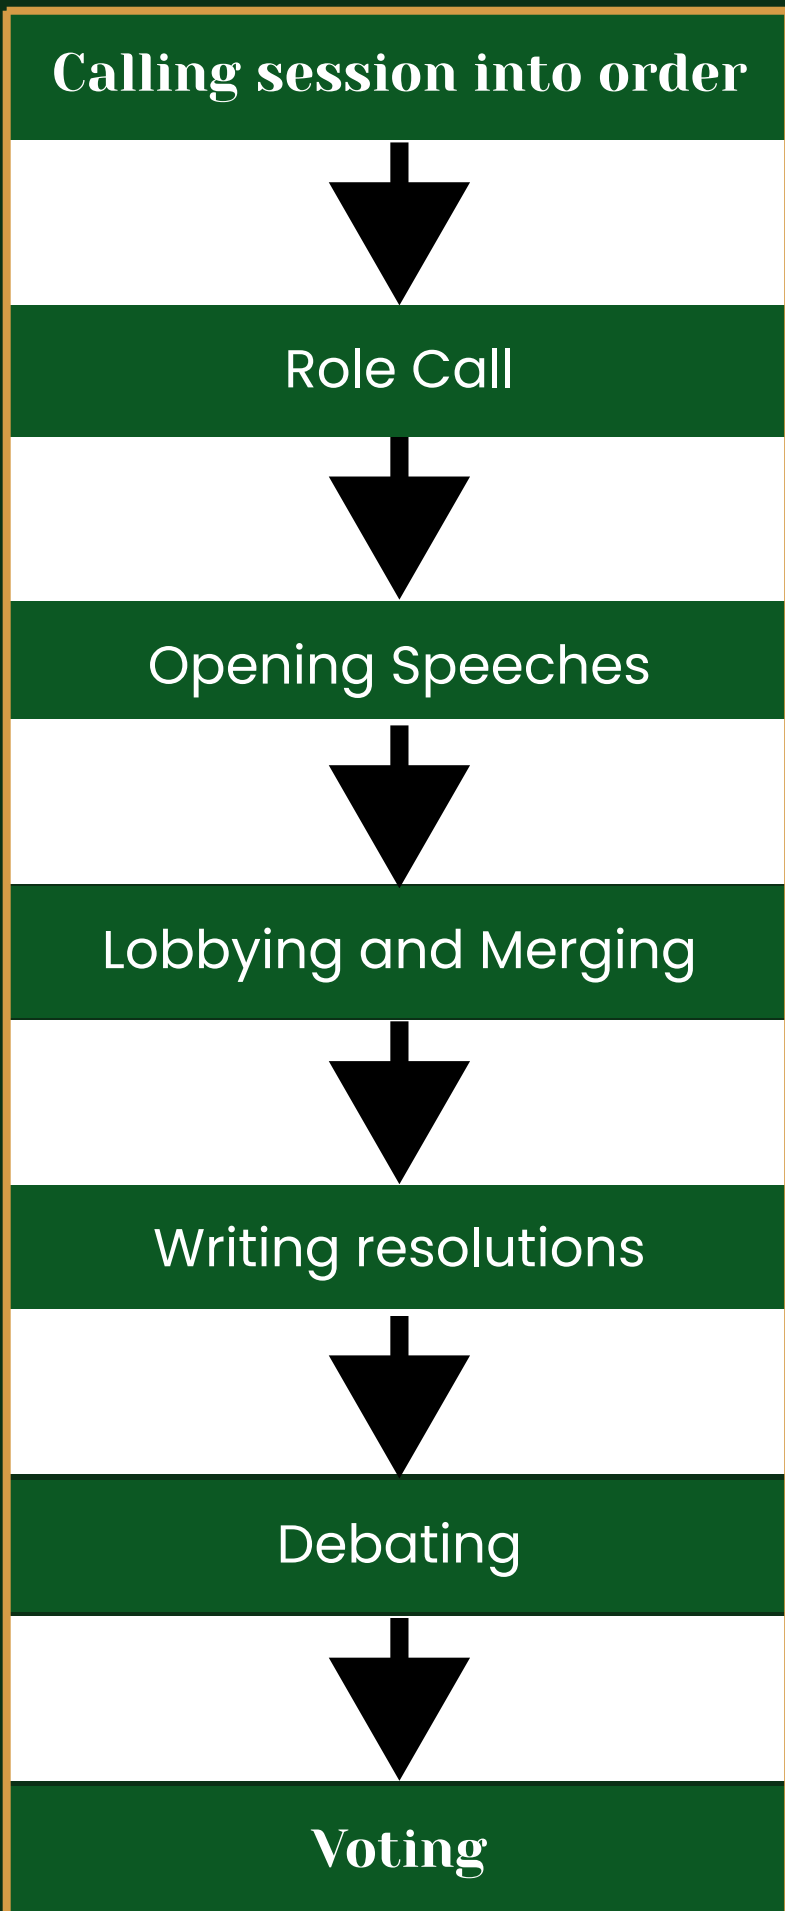 Calling session into order
Role Call
Opening Speeches
Lobbying and Merging
Writing resolutions
Debating
Voting